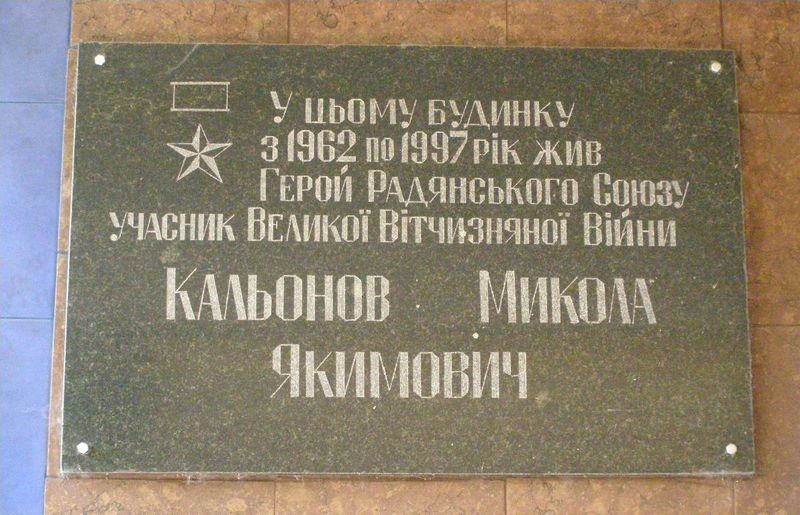 У цьому будинку
з 1962 по 1997 рік жив
Герой Радянського Союзу
учасник Великої Вітчизняної Війни
Кальонов Микола
Якимович